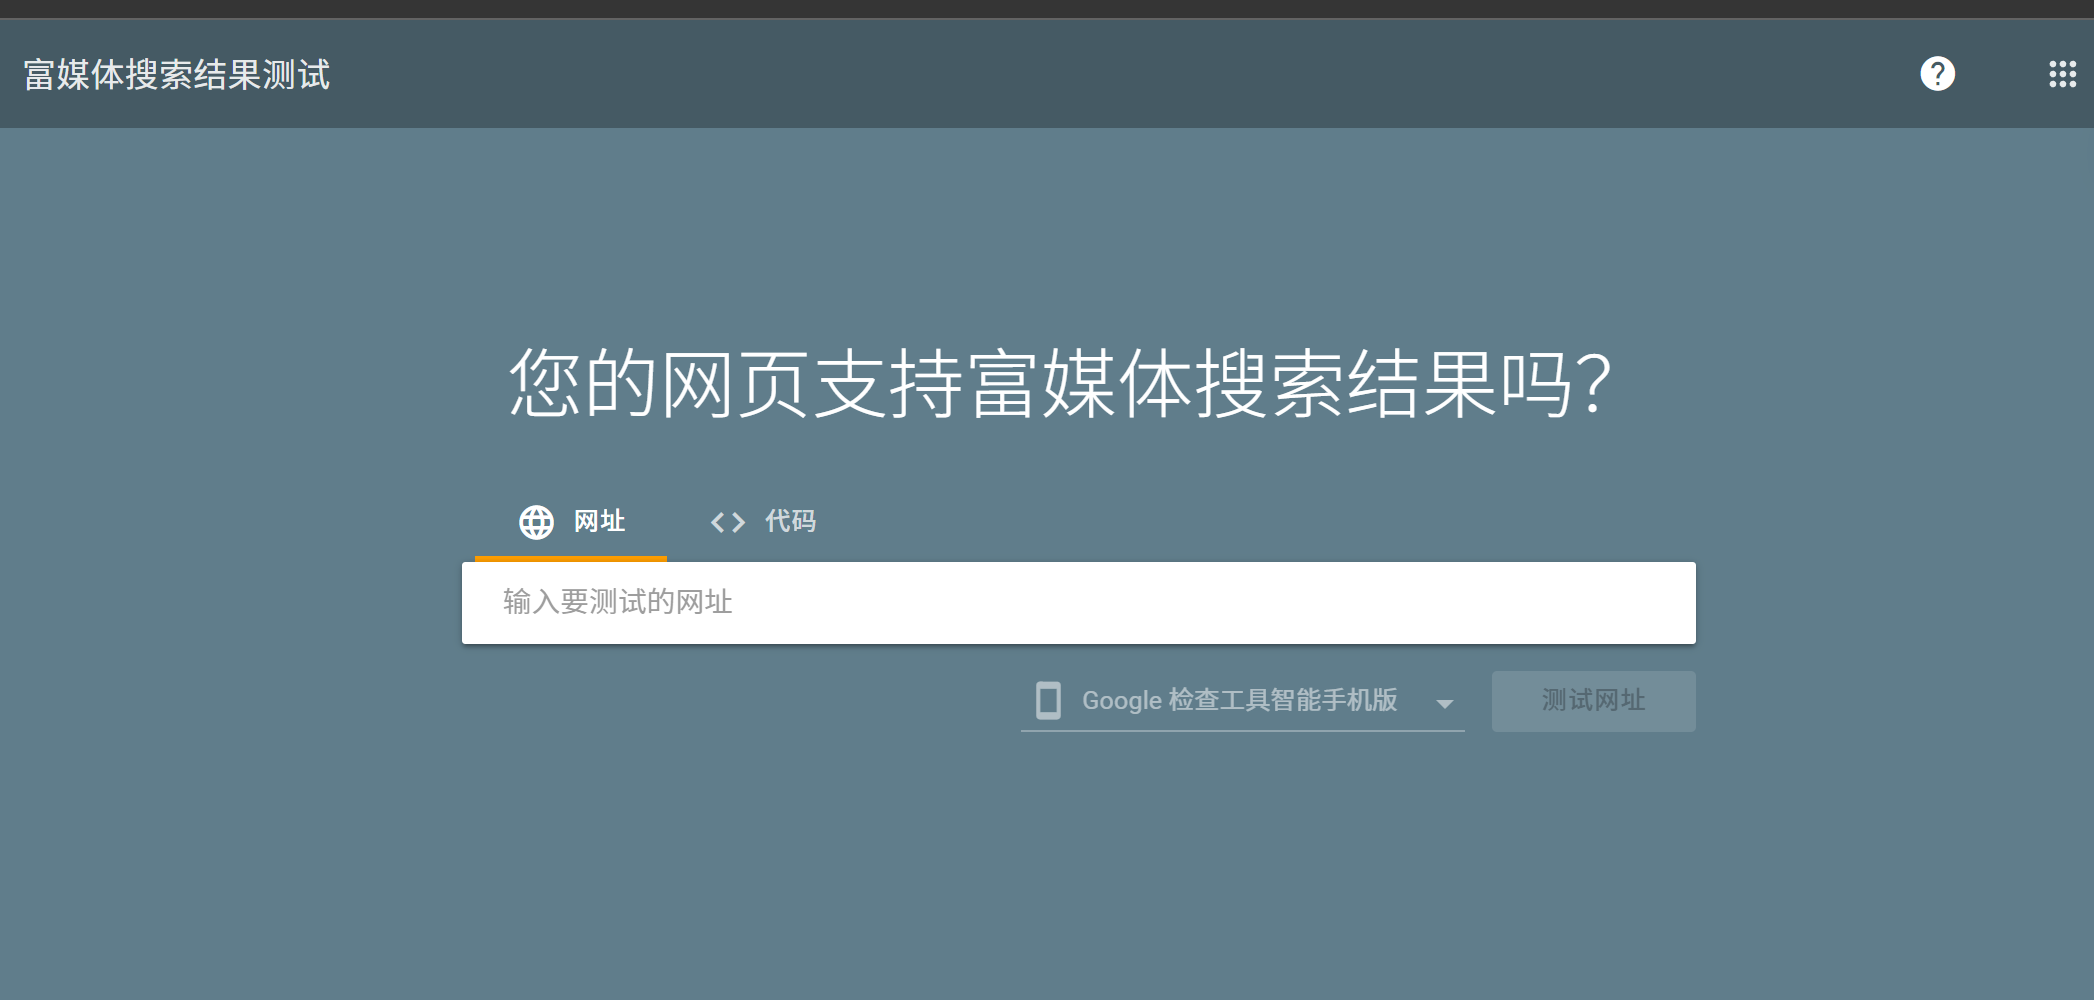 富媒体搜索结果测试
您的网页支持富媒体搜索结果吗？
网址
代码
输入要测试的网址
Google 检查工具智能手机版
测试网址